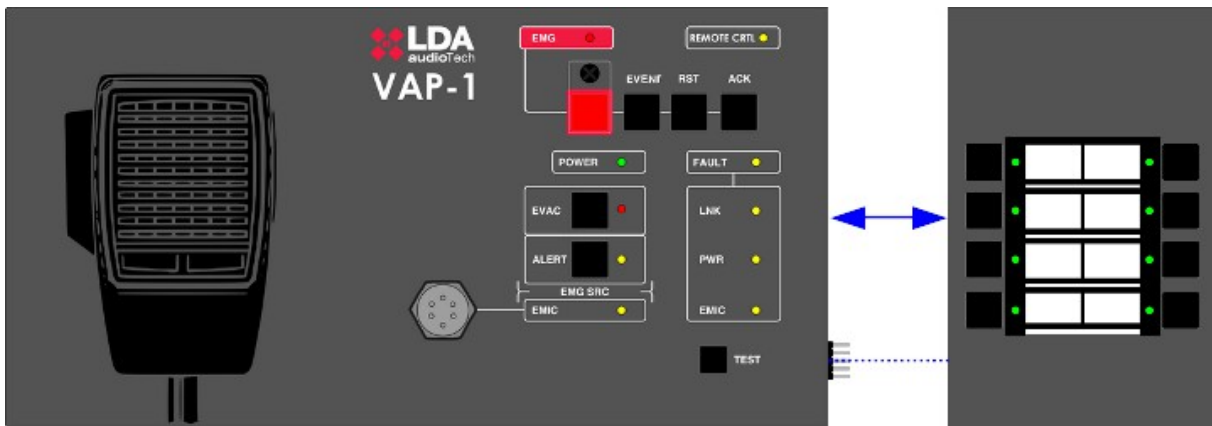 LDA
audioTech
VAP-1
EMG
REMOTE CRTL
EVENT
RST
ACK
POWER
FAULT
EVAC
LNK
ALERT
PWR
EMG SRC
EMIC
EMIC
TEST